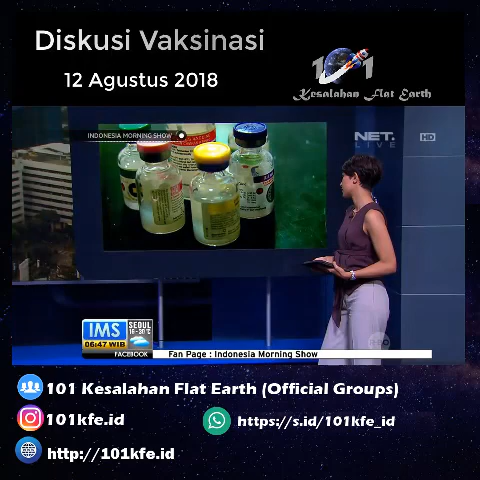 Diskusi Vaksinasi
12 Agustus 2018
101
Kesalahan Flat Earth
INDONESIA MORNING SHOW
NET.
LIVE
HD
IMS
SEOUL
06:47 WIB
FACEBOOK
Fan Page : Indonesia Morning Show
101 Kesalahan Flat Earth (Official Groups)
101kfe.id
https://s.id/101kfe_id
http://101kfe.id